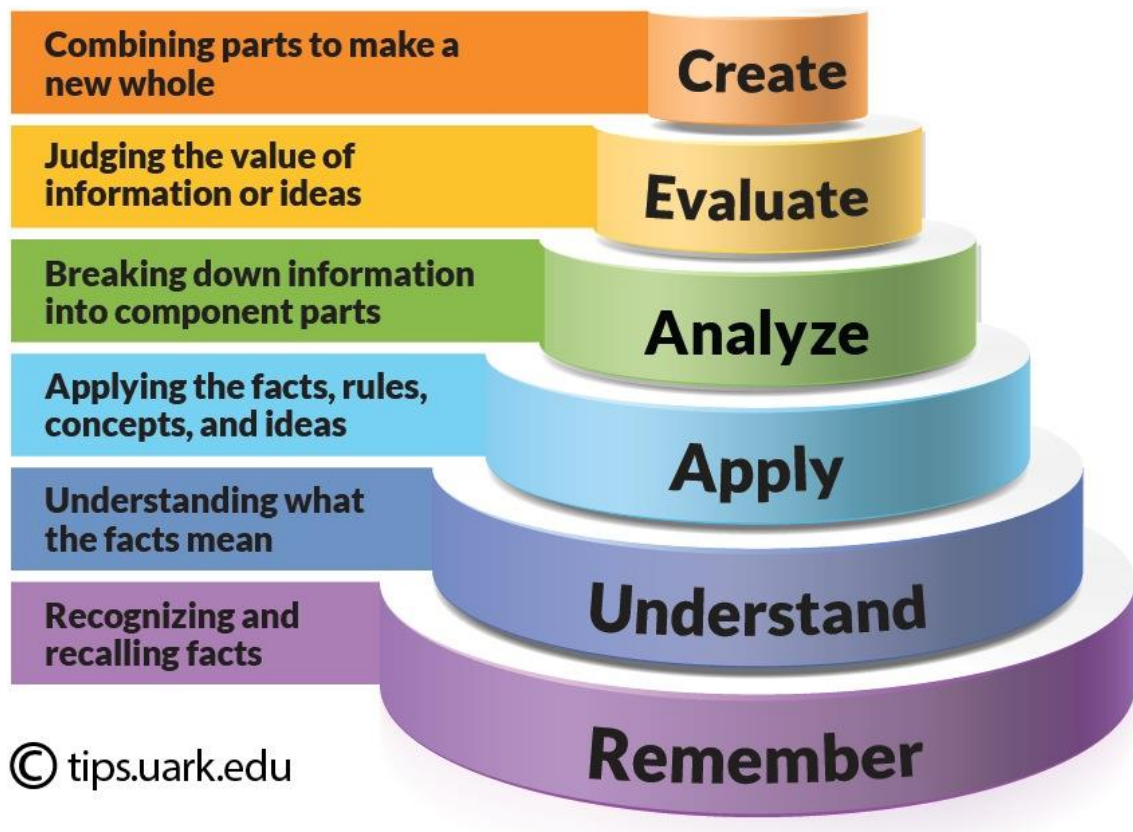 Combining parts to make a
new whole
Create
Judging the value of
information or ideas
Evaluate
Breaking down information
into component parts
Analyze
Applying the facts, rules,
concepts, and ideas
Apply
Understanding what
the facts mean
Understand
Recognizing and
recalling facts
Remember
© tips.uark.edu